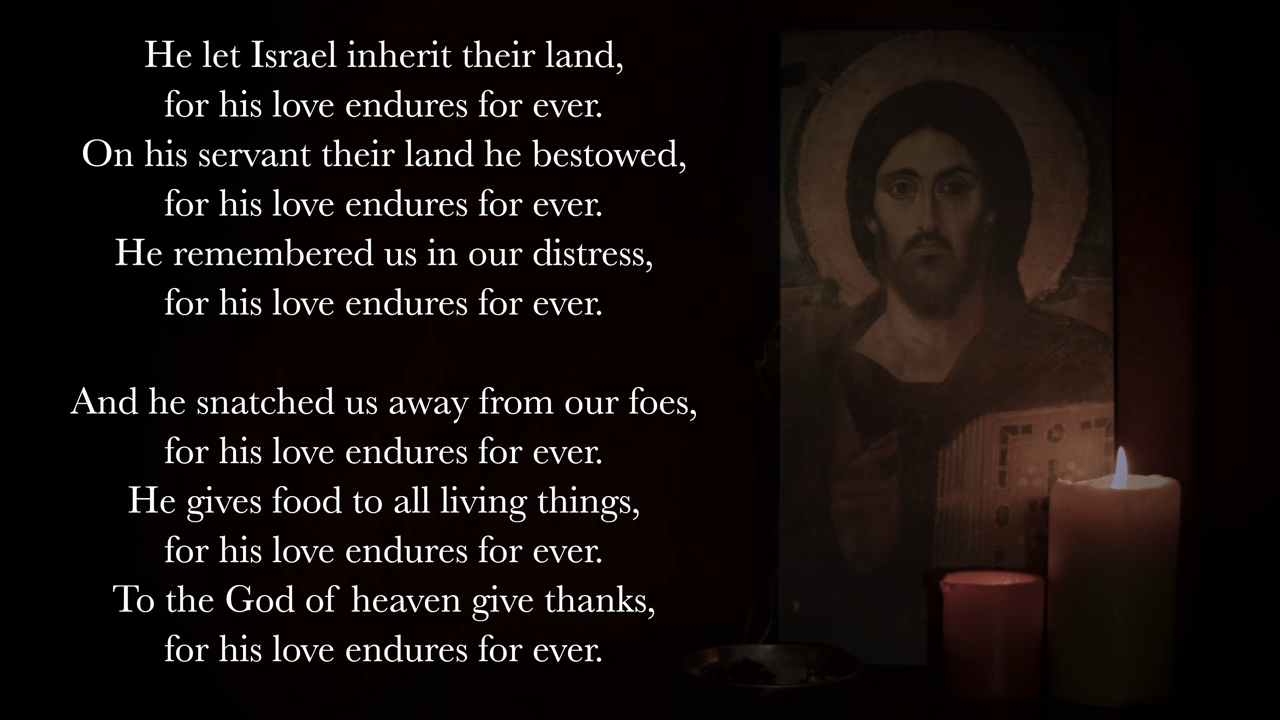 He let Israel inherit their land,
for his love endures for ever.
On his servant their land he bestowed,
for his love endures for ever.
He remembered us in our distress,
for his love endures for ever.
And he snatched us away from our foes,
for his love endures for ever.
He gives food to all living things,
for his love endures for ever.
To the God of heaven give thanks,
for his love endures for ever.